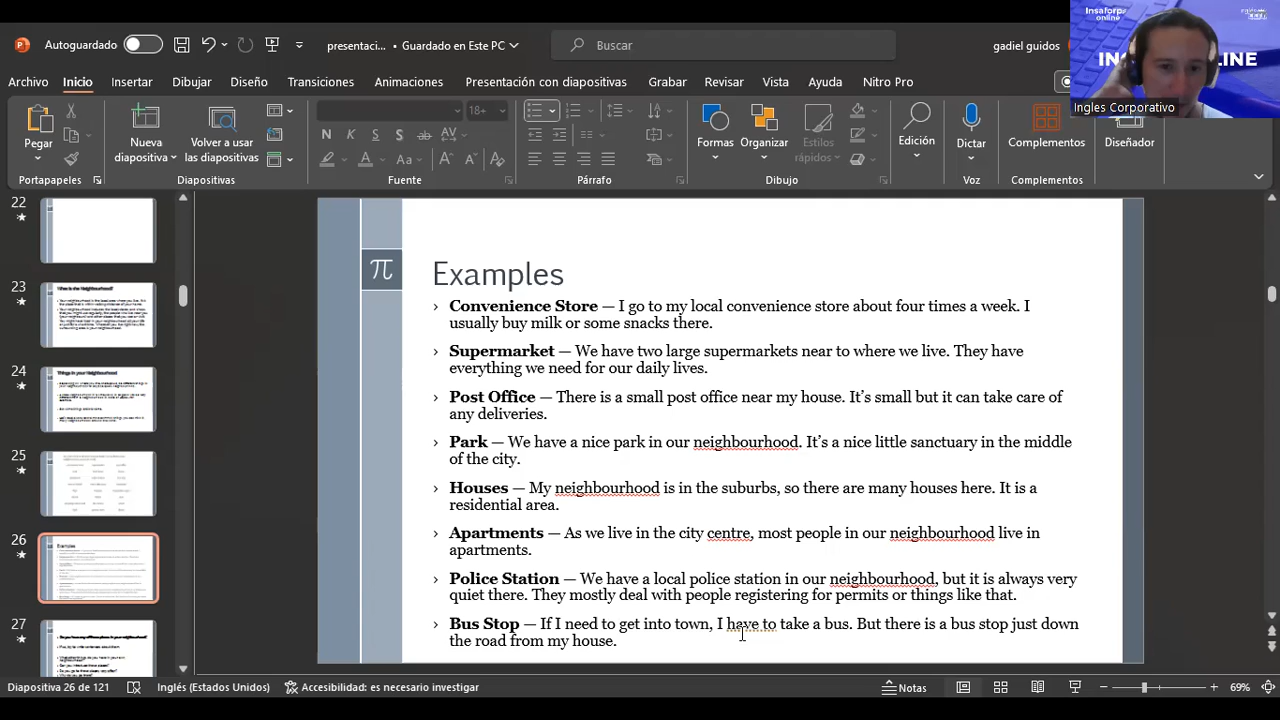 Autoguardado
present... • Guardado en Este PC
Buscar
gadiel guidos
Insaforp
online
Ingles Corporativo
Archivo Inicio Insertar Dibujar Diseño Transiciones Animaciones Presentación con diapositivas Grabar Revisar Vista Ayuda Nitro Pro
Pegar
Nueva diapositiva
Volver a usar las diapositivas
18+
Formas
Organizar
Estilos rápidos
Edición
Dictar
Complementos
Diseñador
Portapapeles
Diapositivas
Fuente
Párrafo
Dibujo
Voz
Complementos
22
23
24
25
26
27
π
Examples
Convenience Store — I go to my local convenience store about four times a week. I
usually buy milk or some snacks there.
Supermarket — We have two large supermarkets near to where we live. They have
everything we need for our daily lives.
Post Office — There is a small post office near my house. It's small but it can take care of
any deliveries.
Park — We have a nice park in our neighbourhood. It's a nice little sanctuary in the middle
of the city.
Houses — My neighbourhood is in the suburbs. There are many houses here. It is a
residential area.
Apartments — As we live in the city centre, most people in our neighbourhood live in
apartments.
Police Station — We have a local police station in our neighbourhood always very
quiet there. They mostly deal with people registering for permits or things like that.
Bus Stop — If I need to get into town, I have to take a bus. But there is a bus stop just down
the road from my house.
Diapositiva 26 de 121
Inglés (Estados Unidos)
Accesibilidad: es necesario investigar
Notas
69%